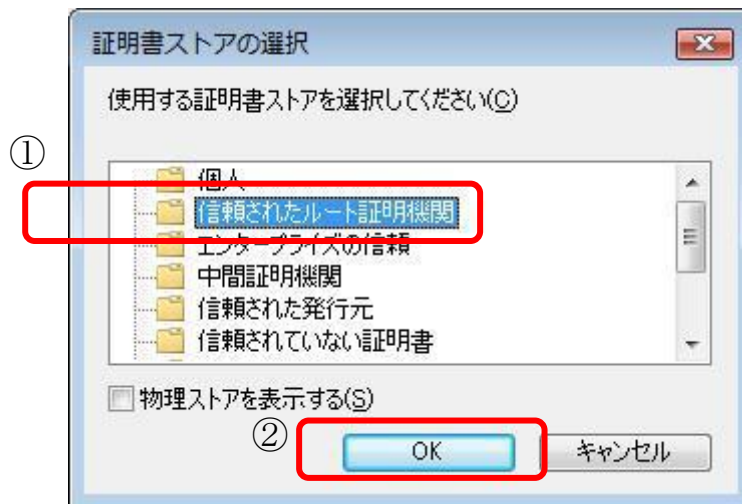 証明書ストアの選択
使用する証明書ストアを選択してください(C)
①
個人
信頼されたルート証明機関
エンタープライズの信頼
中間証明機関
信頼された発行元
信頼されていない証明書
物理ストアを表示する(S)
②
OK
キャンセル